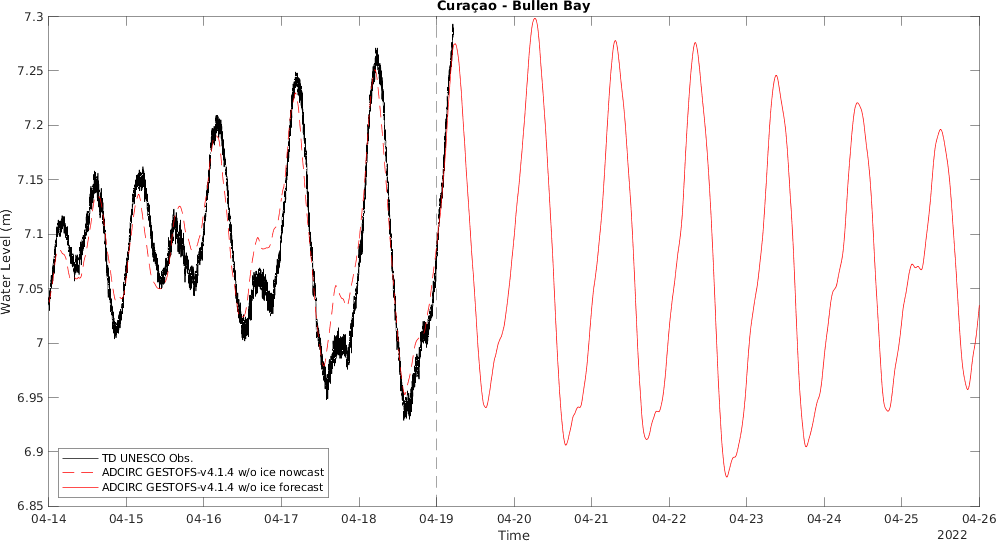 Curaçao - Bullen Bay
7.3
7.25
7.2
7.15
7.1
7.05
7
6.95
6.9
6.85
Water Level (m)
TD UNESCO Obs.
ADCIRC GESTOFS-v4.1.4 w/o ice nowcast
ADCIRC GESTOFS-v4.1.4 w/o ice forecast
04-14 04-15 04-16 04-17 04-18 04-19 04-20 04-21 04-22 04-23 04-24 04-25 04-26
Time
2022